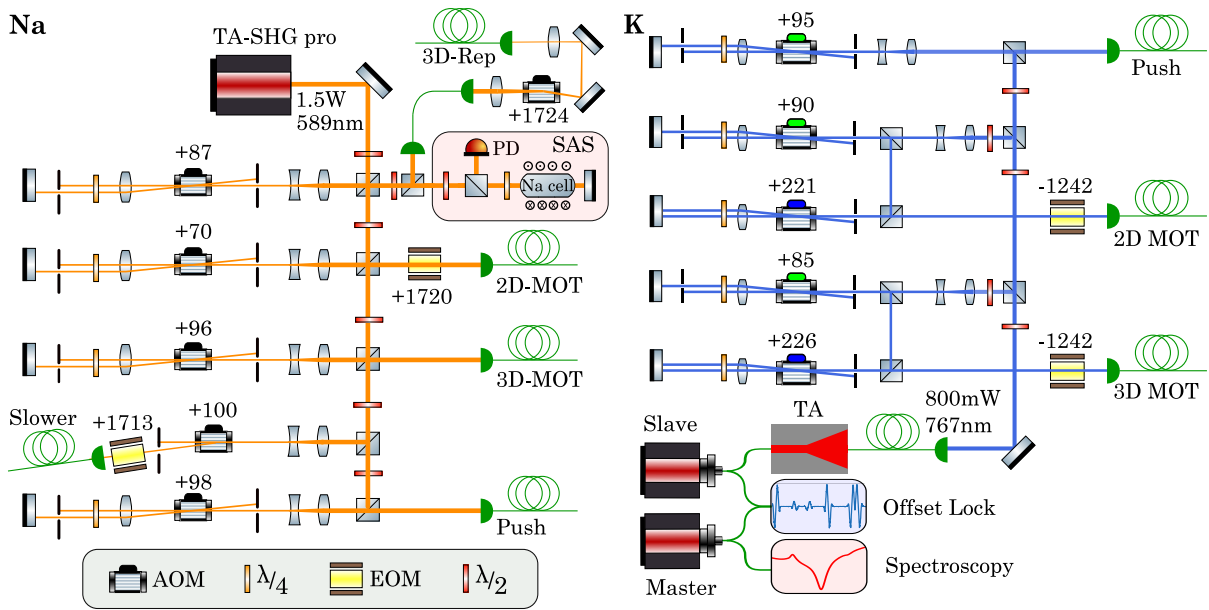 Na
TA-SHG pro
1.5W
589nm
3D-Rep
+1724
SAS
PD
Na cell
+87
+70
+1720
2D-MOT
+96
3D-MOT
Slower
+1713
+100
+98
Push
AOM
λ/4
EOM
λ/2
K
+95
Push
+90
+221
-1242
2D MOT
+85
+226
-1242
3D MOT
800mW
767nm
TA
Slave
Offset Lock
Master
Spectroscopy